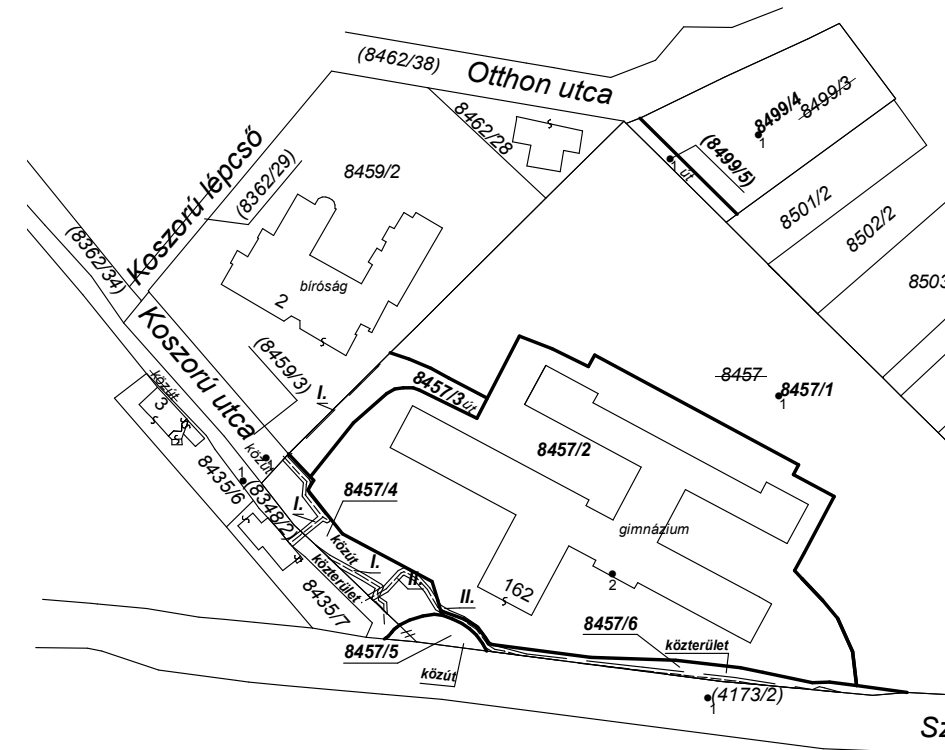 (8462/38)
Otthon utca
8462/28
8499/4
8499/3
1
(8499/5)
1
út
8501/2
8502/2
8503
Koszorú lépcső
(8362/29)
8459/2
(8362/34)
bíróság
2
Koszorú utca
(8459/3)
I.
8457/3 út
8457
8457/1
1
közút
3
8457/2
közút
1
8435/6
(8348/2)
I.
8457/4
gimnázium
közút
I.
közterület
II.
II.
162
2
8435/7
8457/5
8457/6
közterület
közút
(4173/2)
1
Sz